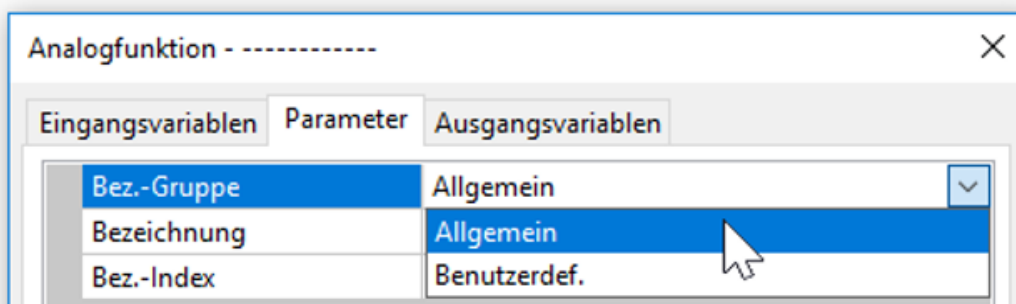 Analogfunktion - ------------
Eingangsvariablen Parameter Ausgangsvariablen
Bez.-Gruppe Allgemein
Bezeichnung Allgemein
Bez.-Index Benutzerdef.